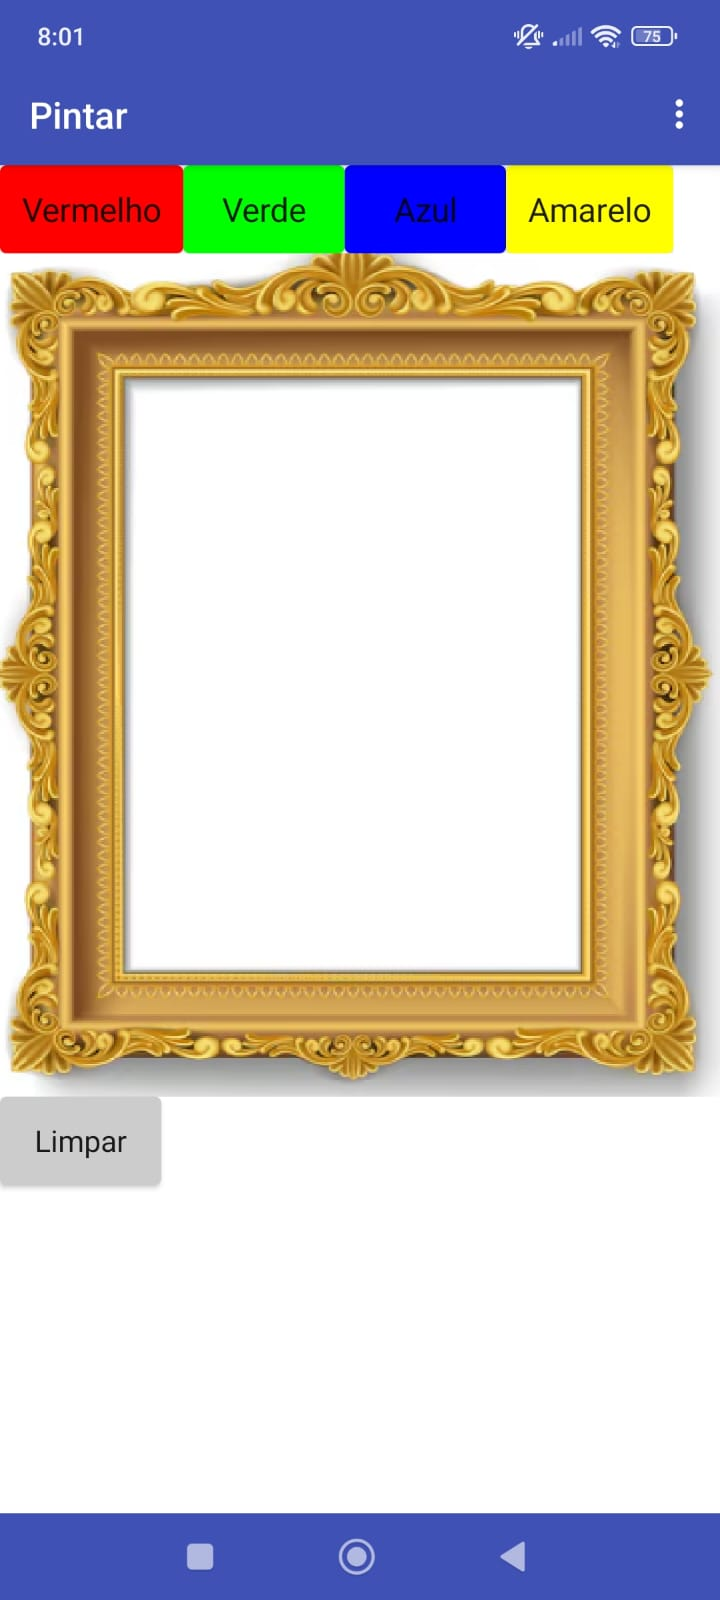 8:01
75
Pintar
Vermelho Verde Azul Amarelo
Limpar